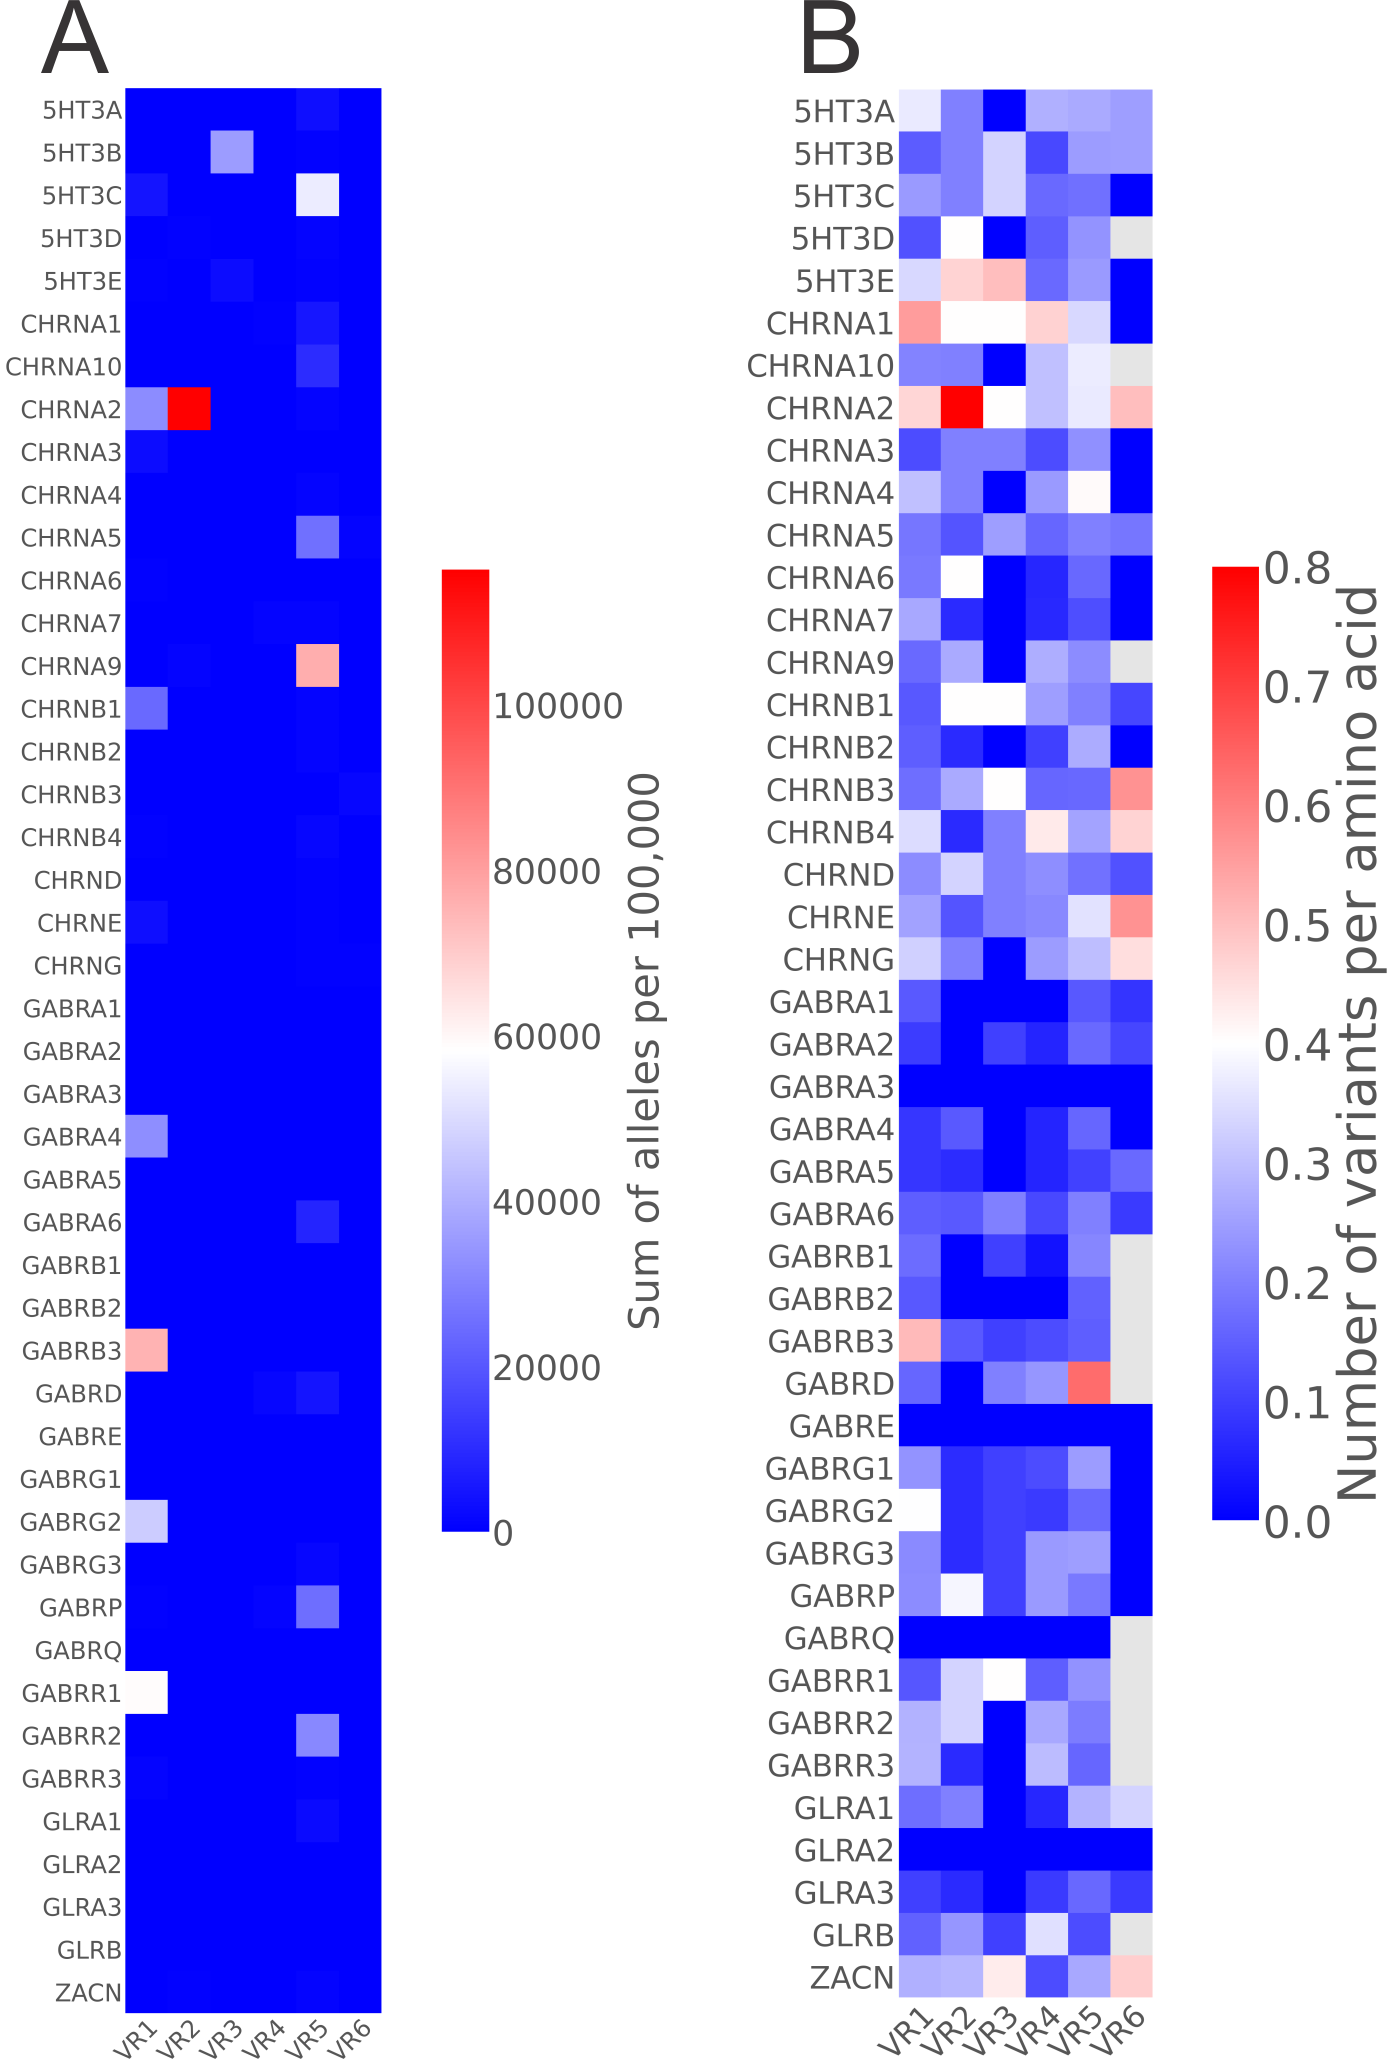 A
5HT3A
5HT3B
5HT3C
5HT3D
5HT3E
CHRNA1
CHRNA10
CHRNA2
CHRNA3
CHRNA4
CHRNA5
CHRNA6
CHRNA7
CHRNA9
CHRNB1
CHRNB2
CHRNB3
CHRNB4
CHRND
CHRNE
CHRNG
GABRA1
GABRA2
GABRA3
GABRA4
GABRA5
GABRA6
GABRB1
GABRB2
GABRB3
GABRD
GABRE
GABRG1
GABRG2
GABRG3
GABRP
GABRQ
GABRR1
GABRR2
GABRR3
GLRA1
GLRA2
GLRA3
GLRB
ZACN
VR1
VR2
VR3
VR4
VR5
VR6
100000
80000
60000
40000
20000
0
Sum of alleles per 100,000
B
5HT3A
5HT3B
5HT3C
5HT3D
5HT3E
CHRNA1
CHRNA10
CHRNA2
CHRNA3
CHRNA4
CHRNA5
CHRNA6
CHRNA7
CHRNA9
CHRNB1
CHRNB2
CHRNB3
CHRNB4
CHRND
CHRNE
CHRNG
GABRA1
GABRA2
GABRA3
GABRA4
GABRA5
GABRA6
GABRB1
GABRB2
GABRB3
GABRD
GABRE
GABRG1
GABRG2
GABRG3
GABRP
GABRQ
GABRR1
GABRR2
GABRR3
GLRA1
GLRA2
GLRA3
GLRB
ZACN
VR1
VR2
VR3
VR4
VR5
VR6
0.8
0.7
0.6
0.5
0.4
0.3
0.2
0.1
0.0
Number of variants per amino acid